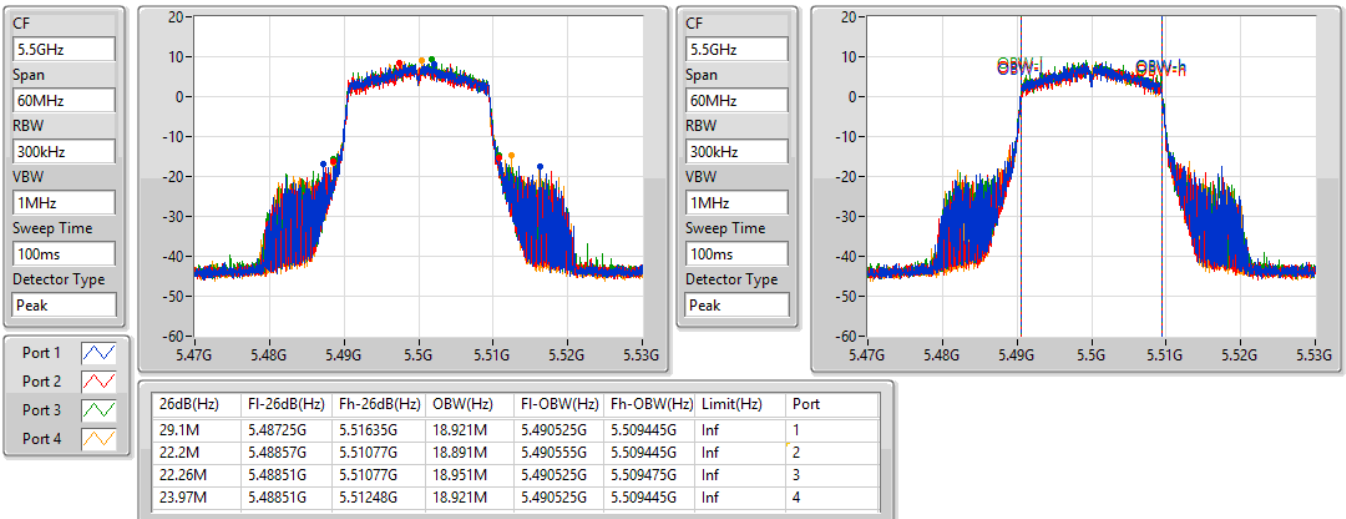 CF
5.5GHz
Span
60MHz
RBW
300kHz
VBW
1MHz
Sweep Time
100ms
Detector Type
Peak
20
10
0
-10
-20
-30
-40
-50
-60
5.47G 5.48G 5.49G 5.5G 5.51G 5.52G 5.53G
CF
5.5GHz
Span
60MHz
RBW
300kHz
VBW
1MHz
Sweep Time
100ms
Detector Type
Peak
20
10
0
-10
-20
-30
-40
-50
-60
OBW-l OBW-h
5.47G 5.48G 5.49G 5.5G 5.51G 5.52G 5.53G
Port 1
Port 2
Port 3
Port 4
26dB(Hz) Fl-26dB(Hz) Fh-26dB(Hz) OBW(Hz) Fl-OBW(Hz) Fh-OBW(Hz) Limit(Hz) Port
29.1M 5.48725G 5.51635G 18.921M 5.490525G 5.509445G Inf 1
22.2M 5.48857G 5.51077G 18.891M 5.490555G 5.509445G Inf 2
22.26M 5.48851G 5.51077G 18.951M 5.490525G 5.509475G Inf 3
23.97M 5.48851G 5.51248G 18.921M 5.490525G 5.509445G Inf 4